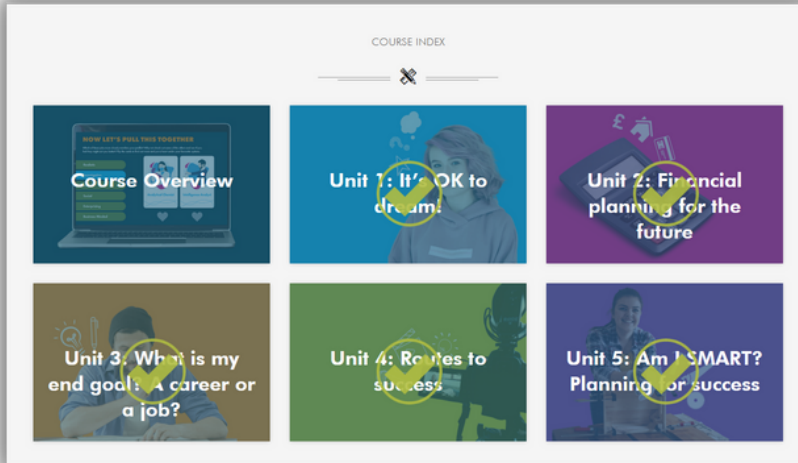 COURSE INDEX
NOW LET'S PULL THIS TOGETHER
Course Overview
Unit 1: It's OK to
dream!
£
Unit 2: Financial
planning for the
future
Unit 3: What is my
end goal? A career or
a job?
Unit 4: Routes to
success
Unit 5: Am I SMART?
Planning for success